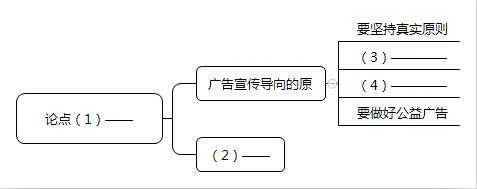 要坚持真实原则
广告宣传导向的原
（3）————
（4）————
论点（1）——
要做好公益广告
（2）——